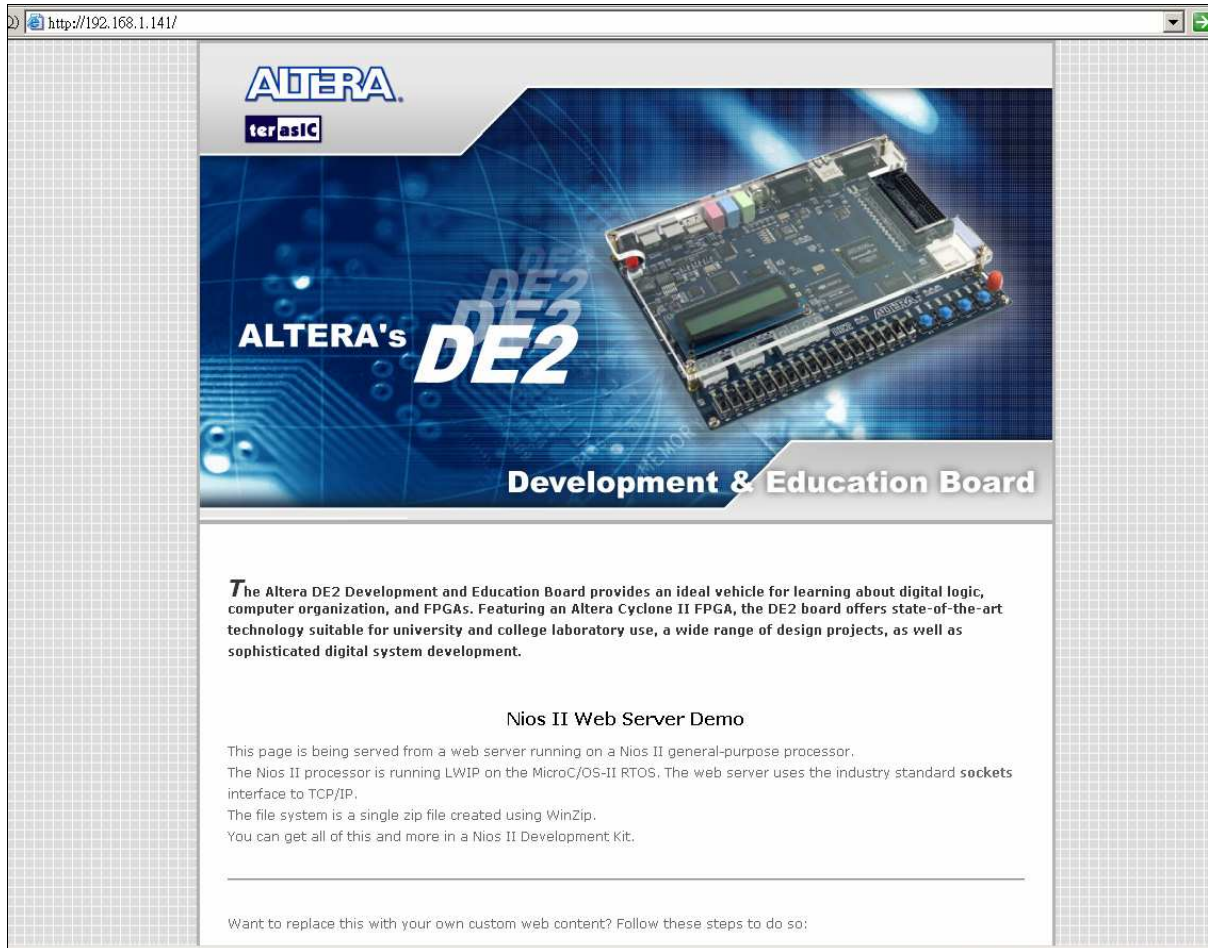 http://192.168.1.141/
ALTERA.
terasIC
DE2
DE2
ALTERA's DE2
ALTERA
MEMOR
Development & Education Board
The Altera DE2 Development and Education Board provides an ideal vehicle for learning about digital logic,
computer organization, and FPGAs. Featuring an Altera Cyclone II FPGA, the DE2 board offers state-of-the-art
technology suitable for university and college laboratory use, a wide range of design projects, as well as
sophisticated digital system development.
Nios II Web Server Demo
This page is being served from a web server running on a Nios II general-purpose processor.
The Nios II processor is running LWIP on the MicroC/OS-II RTOS. The web server uses the industry standard sockets
interface to TCP/IP.
The file system is a single zip file created using WinZip.
You can get all of this and more in a Nios II Development Kit.
Want to replace this with your own custom web content? Follow these steps to do so: